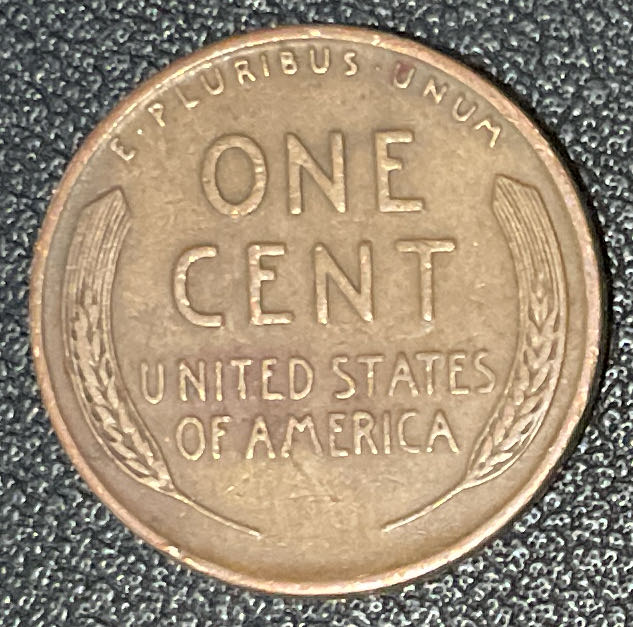 E · PLURIBUS · UNUM
ONE
CENT
UNITED STATES
OF AMERICA